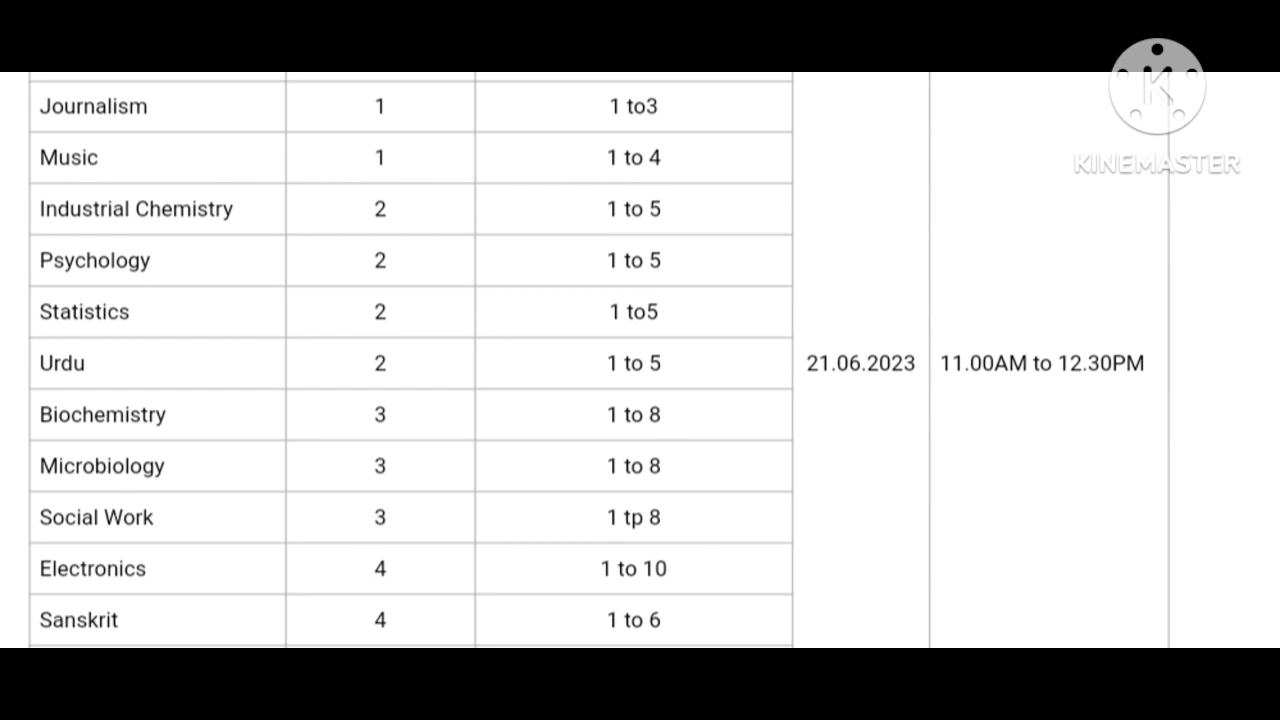 KINEMASTER
Journalism 1 1 to3
Music 1 1 to 4
Industrial Chemistry 2 1 to 5
Psychology 2 1 to 5
Statistics 2 1 to5
Urdu 2 1 to 5 21.06.2023 11.00AM to 12.30PM
Biochemistry 3 1 to 8
Microbiology 3 1 to 8
Social Work 3 1 tp 8
Electronics 4 1 to 10
Sanskrit 4 1 to 6